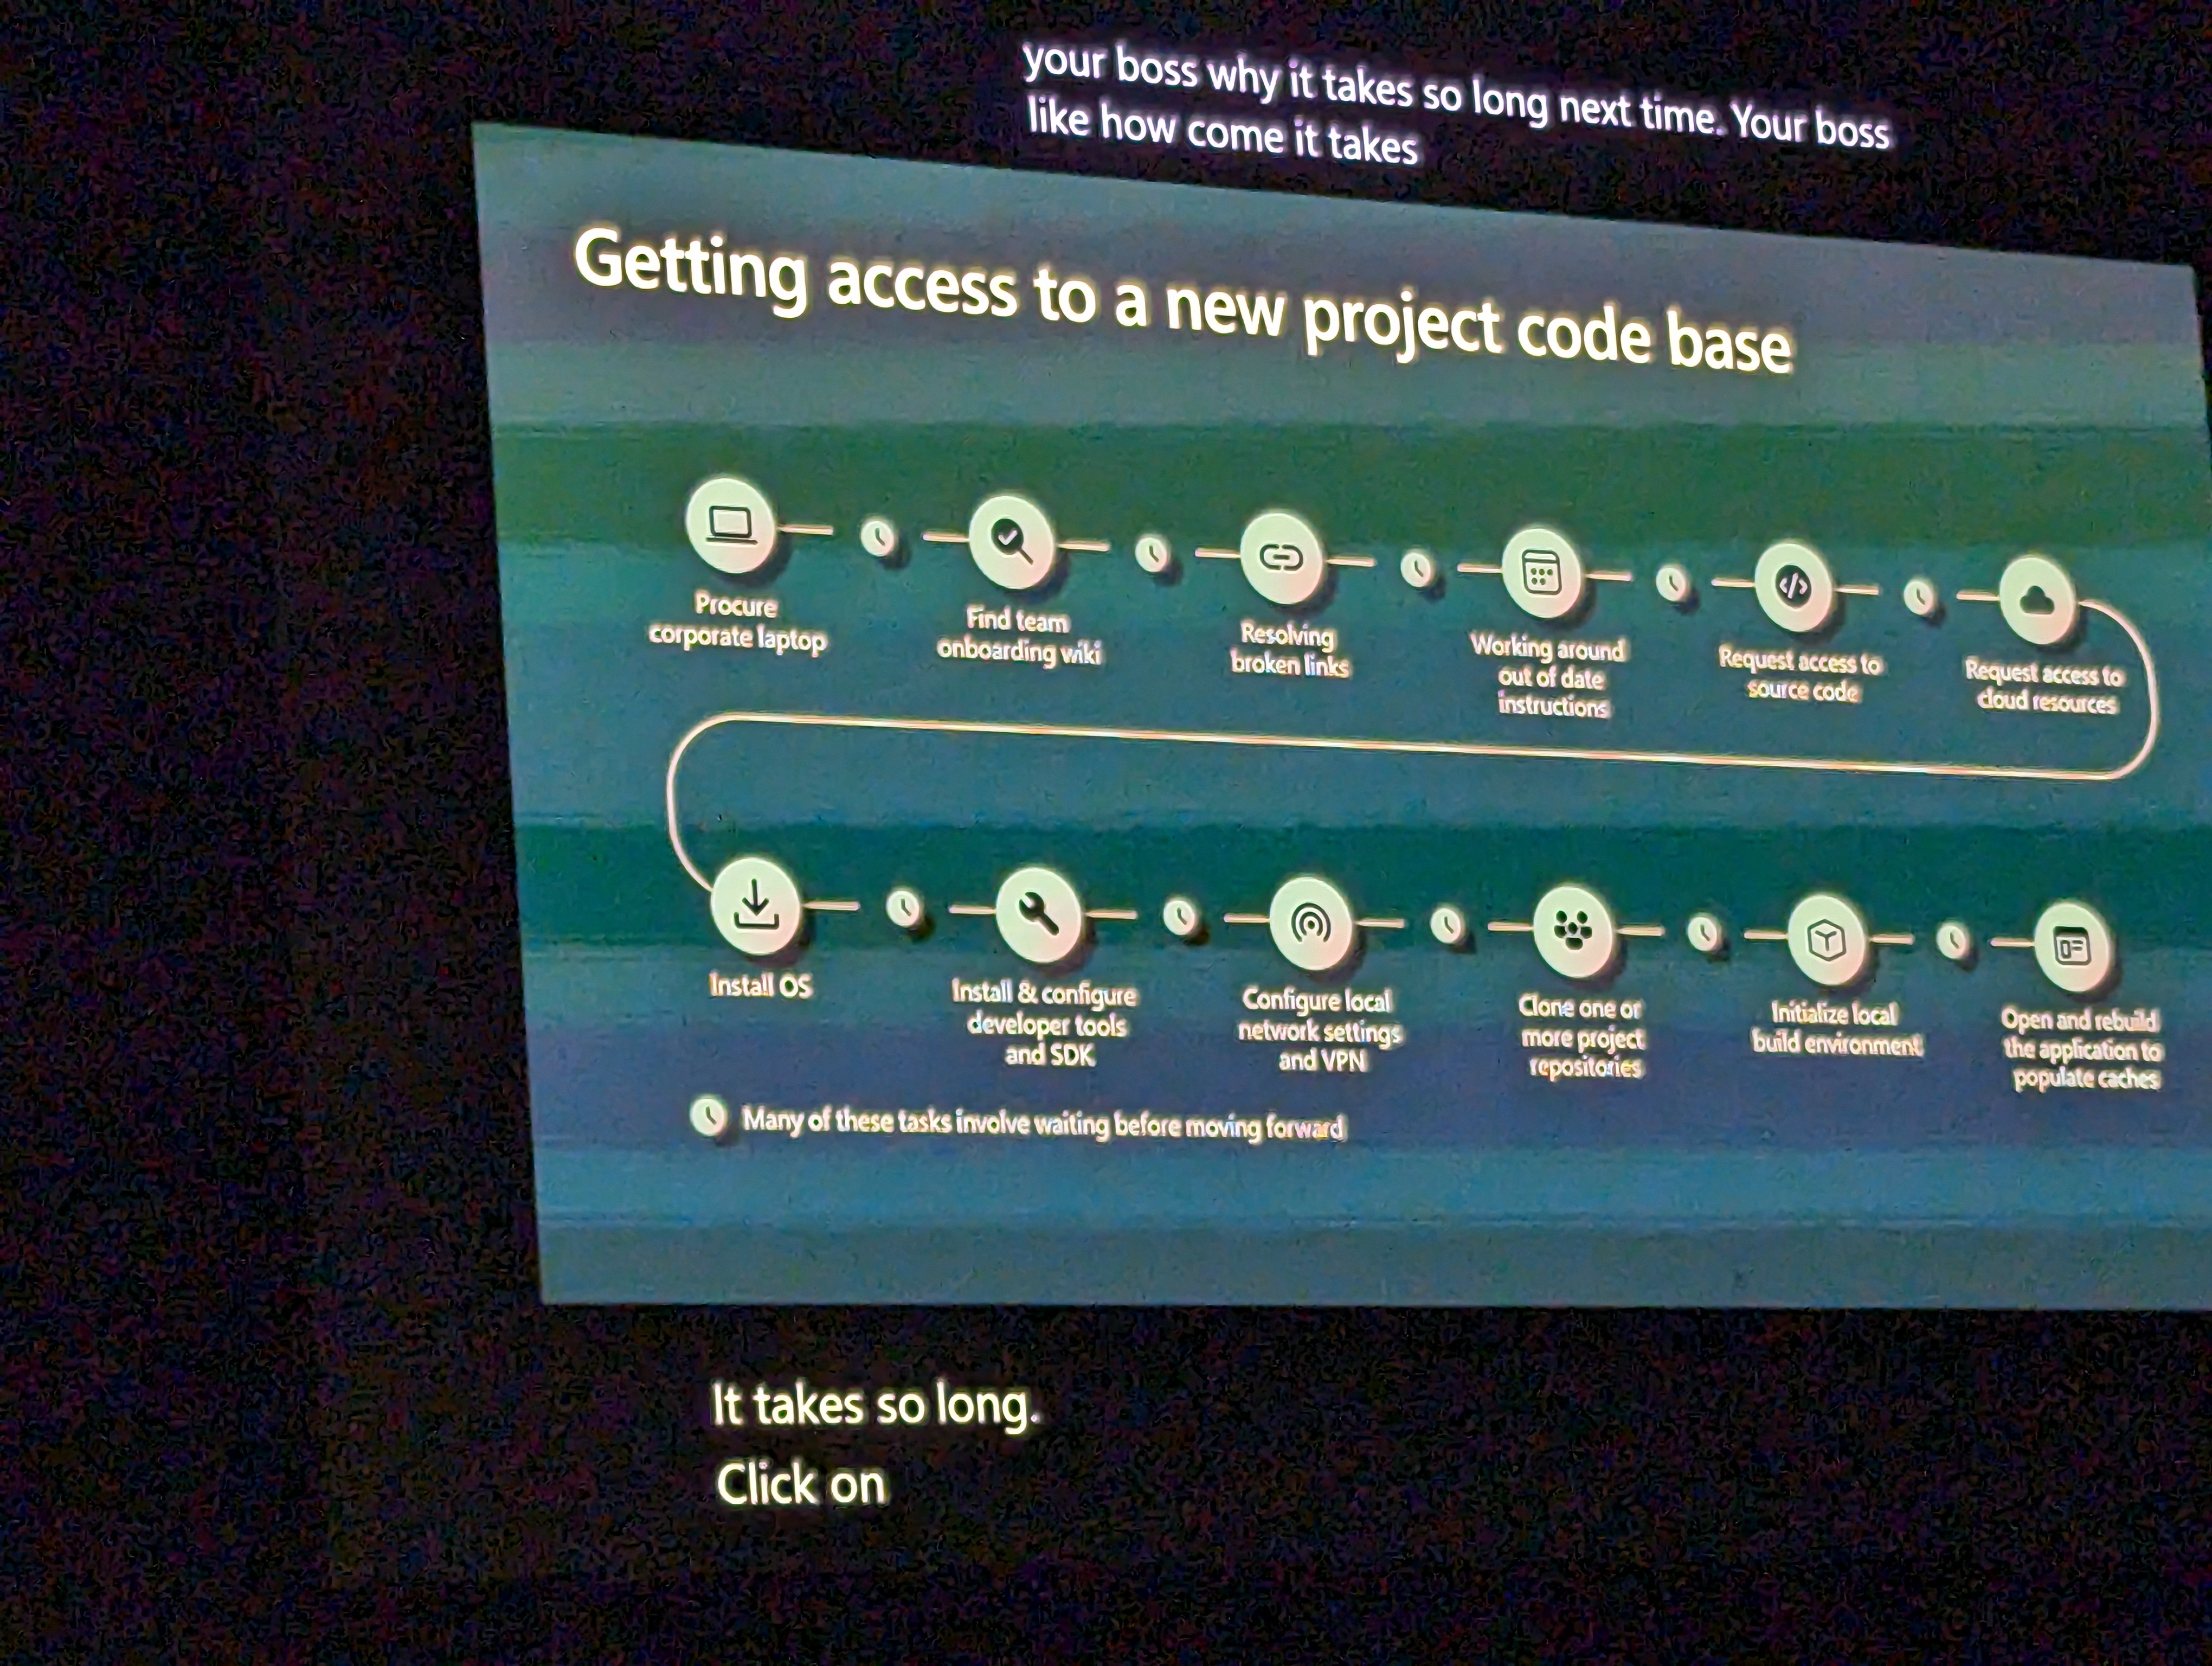 your boss why it takes so long next time. Your boss
like how come it takes
Getting access to a new project code base
Procure
corporate laptop
Find team
onboarding wiki
Resolving
broken links
Working around
out of date
instructions
Request access to
source code
Request access to
cloud resources
Install OS
Install & configure
developer tools
and SDK
Configure local
network settings
and VPN
Clone one or
more project
repositories
Initialize local
build environment
Open and rebuild
the application to
populate caches
Many of these tasks involve waiting before moving forward
It takes so long.
Click on